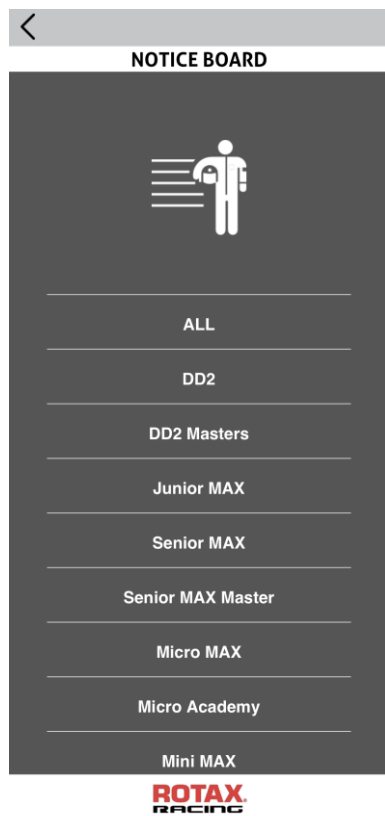 NOTICE BOARD
ALL
DD2
DD2 Masters
Junior MAX
Senior MAX
Senior MAX Master
Micro MAX
Micro Academy
Mini MAX
ROTAX.
RACING